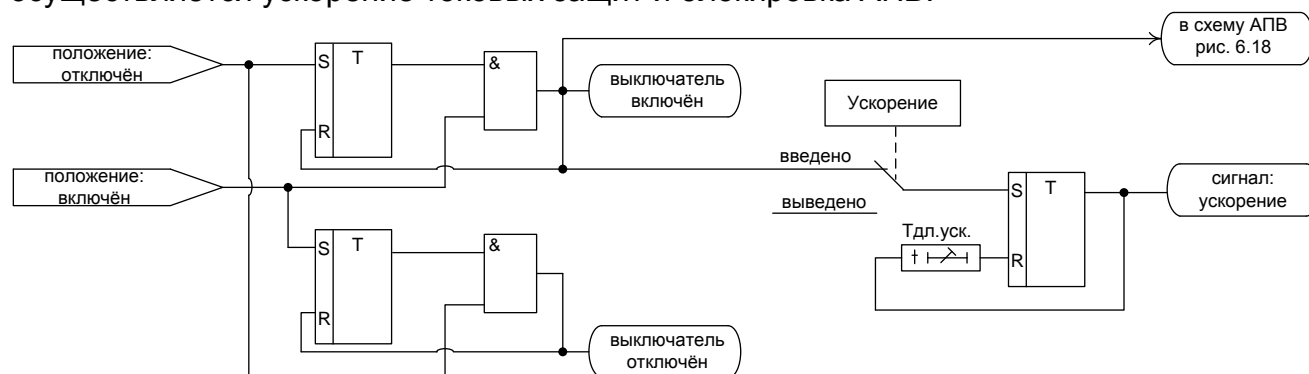 осуществляется ускорение токовых защит и блокировка АПВ.
положение:
отключён
S T
R
&
выключатель
включён
в схему АПВ
рис. 6.18
Ускорение
введено
выведено
положение:
включён
S T
R
&
выключатель
отключён
Тдл.уск.
S T
R
сигнал:
ускорение